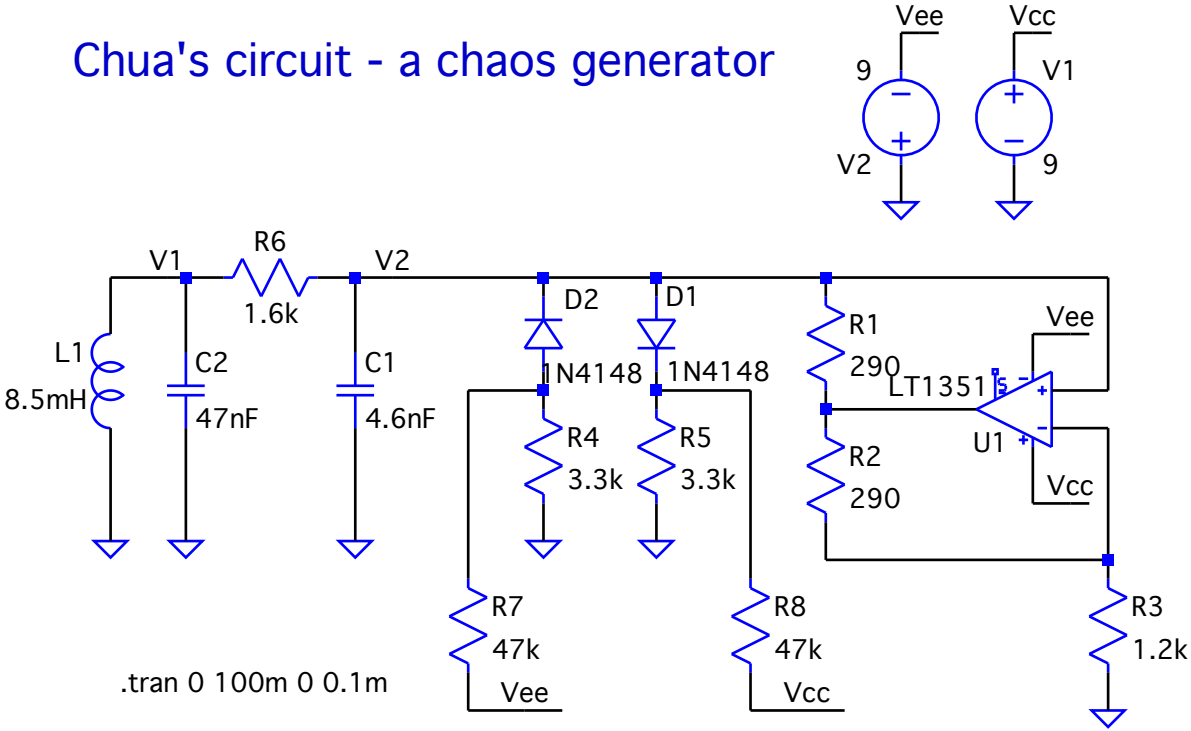 Vee
Vcc
Chua's circuit - a chaos generator
9
V1
V2
9
V1
R6
V2
1.6k
D2
D1
R1
290
Vee
L1
8.5mH
C2
47nF
C1
4.6nF
1N4148
1N4148
LT1351
U1
R4
3.3k
R5
3.3k
R2
290
Vcc
R7
47k
R8
47k
R3
1.2k
.tran 0 100m 0 0.1m
Vee
Vcc